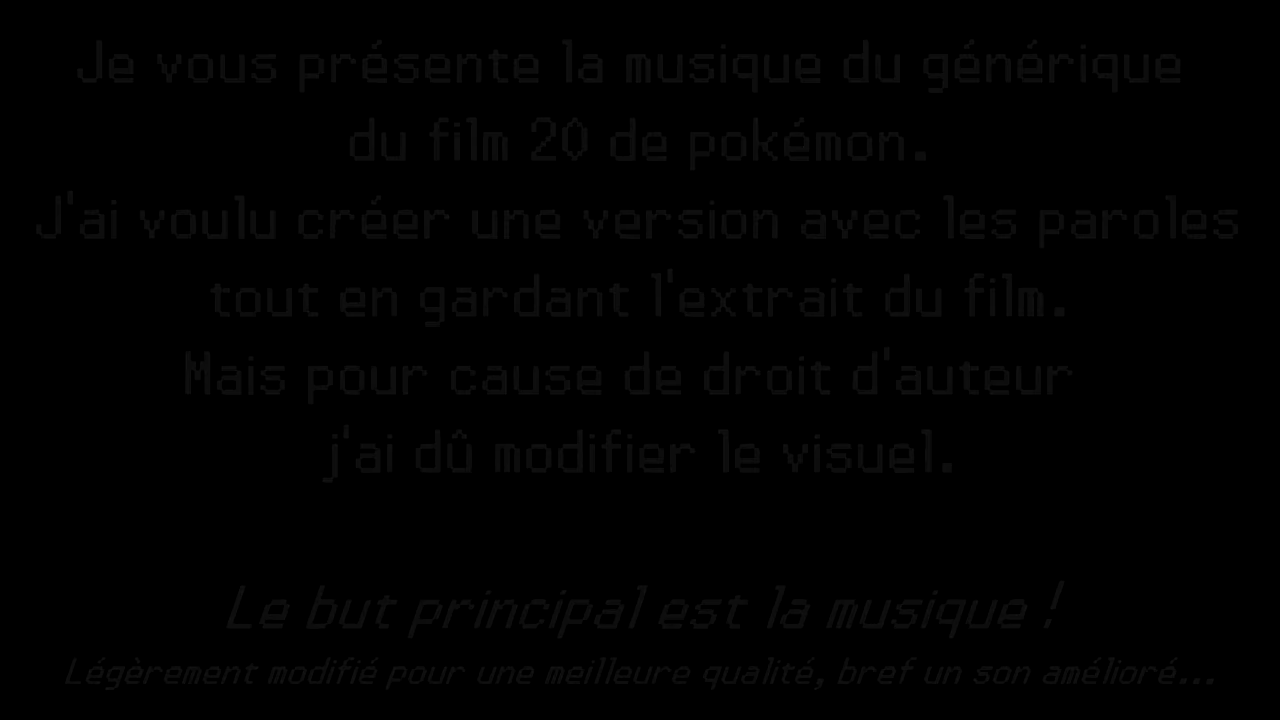 Je vous présente la musique du générique
du film 20 de pokémon.
J'ai voulu créer une version avec les paroles
tout en gardant l'extrait du film.
Mais pour cause de droit d'auteur
j'ai dû modifier le visuel.
Le but principal est la musique !
Légèrement modifié pour une meilleure qualité, bref un son amélioré...